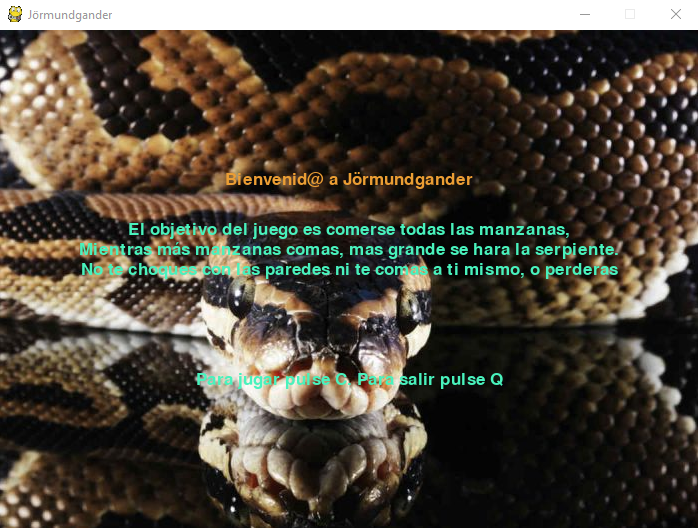 Jörmundgander
Bienvenid@ a Jörmundgander
El objetivo del juego es comerse todas las manzanas,
Mientras más manzanas comas, mas grande se hara la serpiente.
No te choques con las paredes ni te comas a ti mismo, o perderas
Para jugar pulse C, Para salir pulse Q